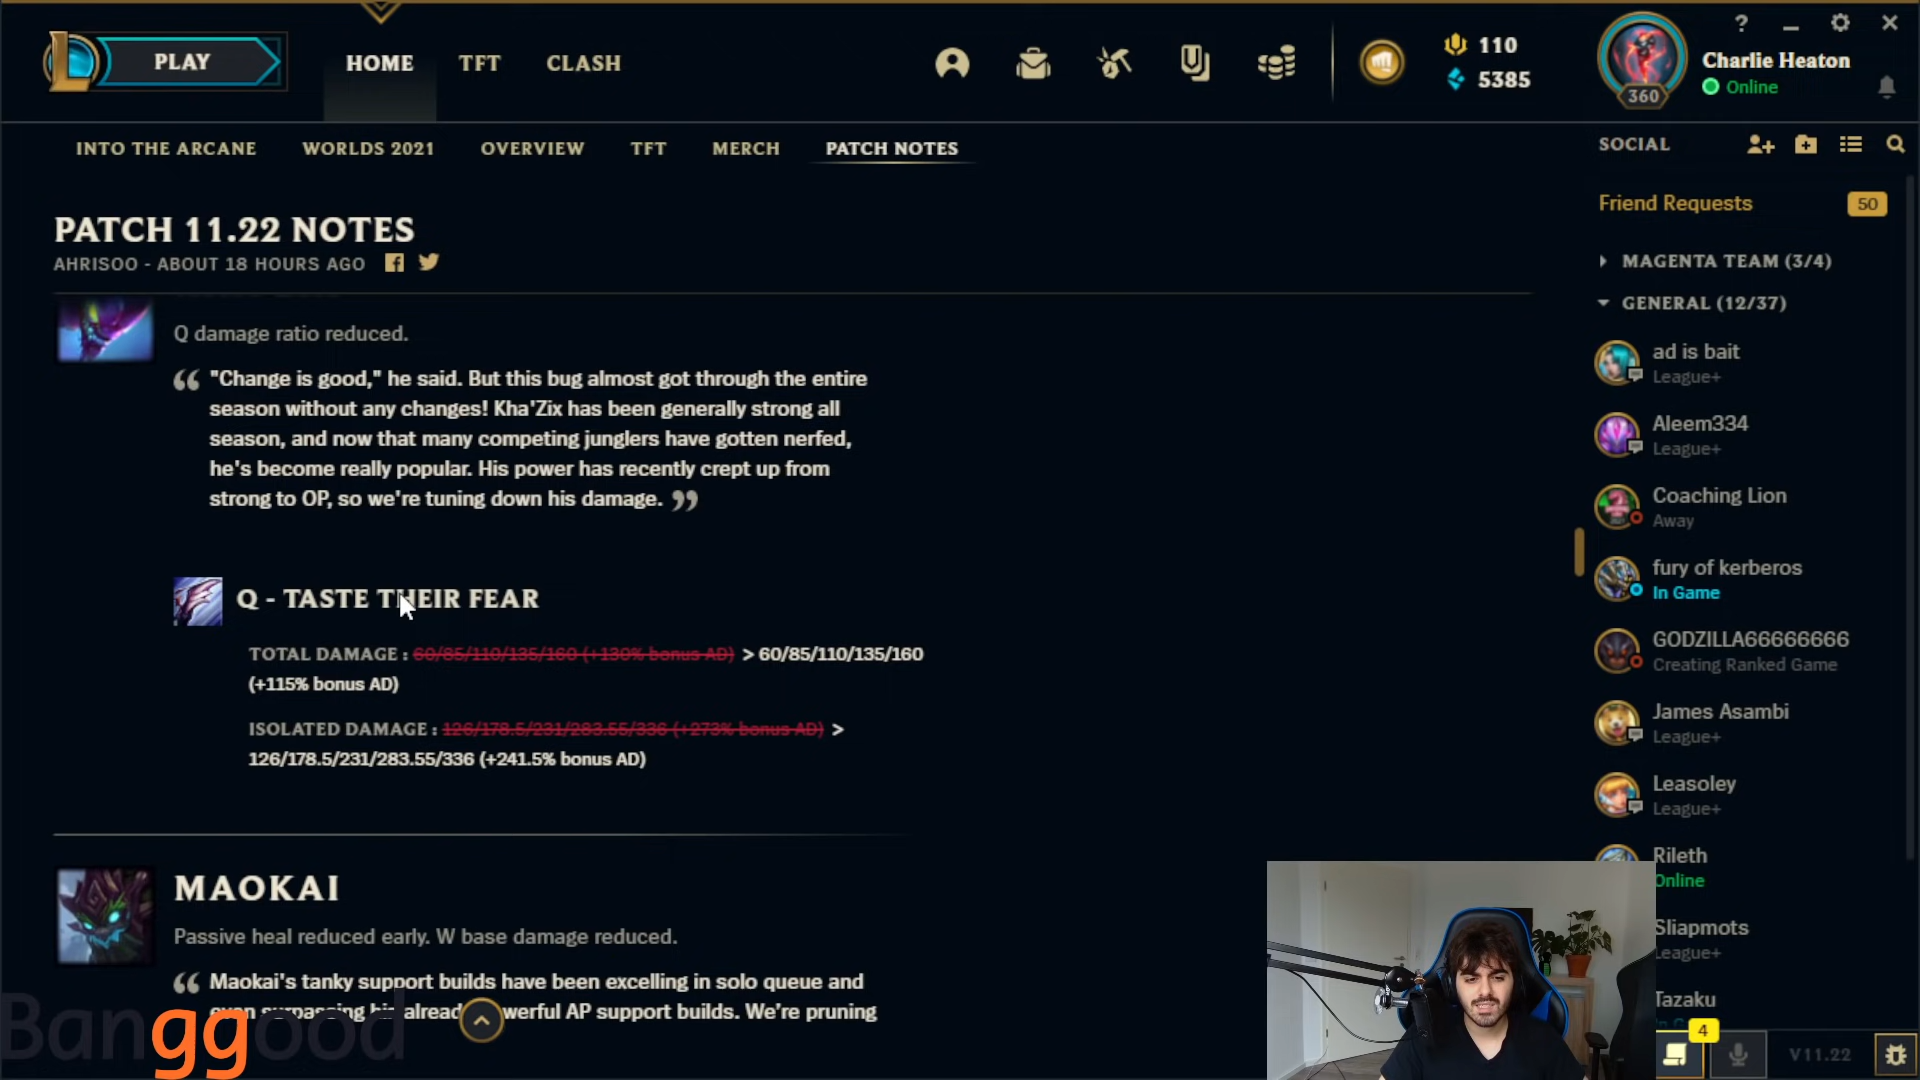 PLAY
HOME
TFT
CLASH
110
5385
360
Charlie Heaton
Online
INTO THE ARCANE
WORLDS 2021
OVERVIEW
TFT
MERCH
PATCH NOTES
PATCH 11.22 NOTES
AHRISOO - ABOUT 18 HOURS AGO
Q damage ratio reduced.
"Change is good," he said. But this bug almost got through the entire
season without any changes! Kha'Zix has been generally strong all
season, and now that many competing junglers have gotten nerfed,
he's become really popular. His power has recently crept up from
strong to OP, so we're tuning down his damage.
Q - TASTE THEIR FEAR
TOTAL DAMAGE : 60/85/110/135/160 (+130% bonus AD) > 60/85/110/135/160
(+115% bonus AD)
ISOLATED DAMAGE : 126/178.5/231/283.55/336 (+273% bonus AD) >
126/178.5/231/283.55/336 (+241.5% bonus AD)
MAOKAI
Passive heal reduced early. W base damage reduced.
Maokai's tanky support builds have been excelling in solo queue and
even surpassing his alread werful AP support builds. We're pruning
Banggood
SOCIAL
Friend Requests
50
MAGENTA TEAM (3/4)
GENERAL (12/37)
ad is bait
League+
Aleem334
League+
Coaching Lion
Away
fury of kerberos
In Game
GODZILLA66666666
Creating Ranked Game
James Asambi
League+
Leasoley
League+
Rileth
Online
Sliapmots
League+
Tazaku
4
V11.22